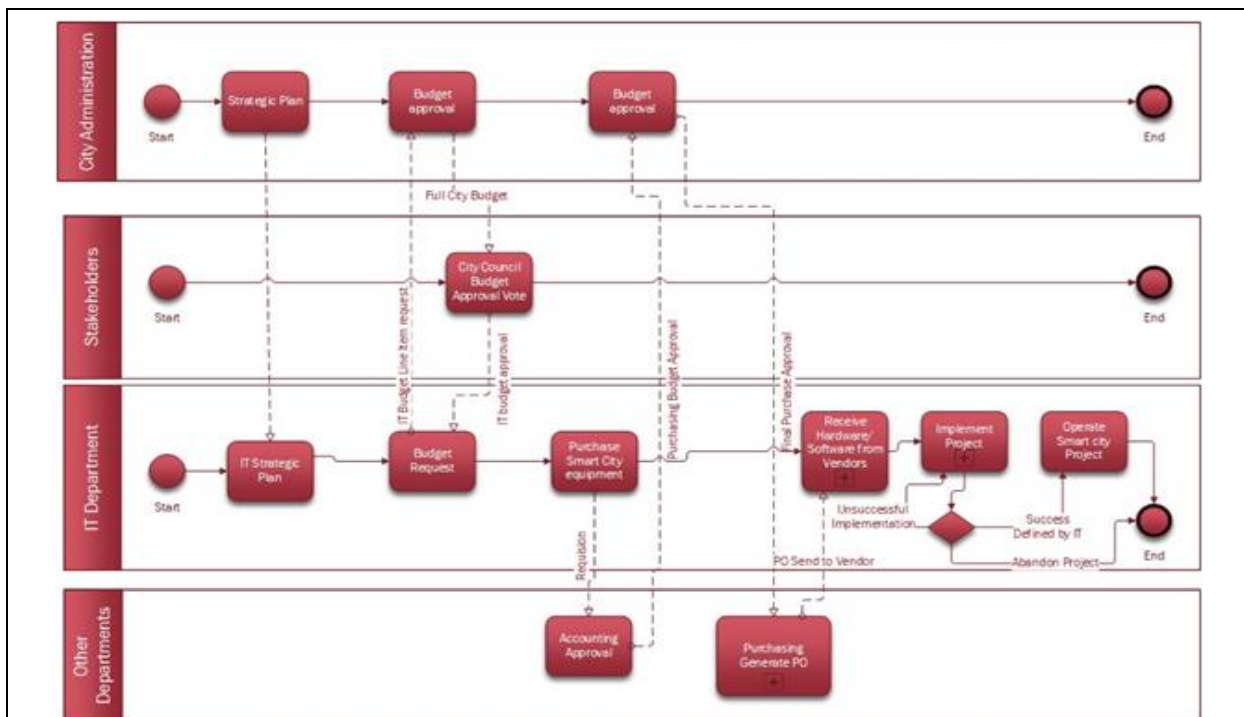 City Administration
Start
Strategic Plan
Budget
approval
Budget
approval
End
Full City Budget
Stakeholders
Start
City Council
Budget
Approval Vote
End
IT Budget Line Item request
IT budget approval
Purchasing Budget Approval
Final Purchase Approval
IT Department
Start
IT Strategic
Plan
Budget
Request
Purchase
Smart City
equipment
Receive
Hardware/
Software from
Vendors
Implement
Project
Operate
Smart city
Project
Unsuccessful
Implementation
Success
Defined by IT
Abandon Project
End
Requision
PO Send to Vendor
Other
Departments
Accounting
Approval
Purchasing
Generate PO